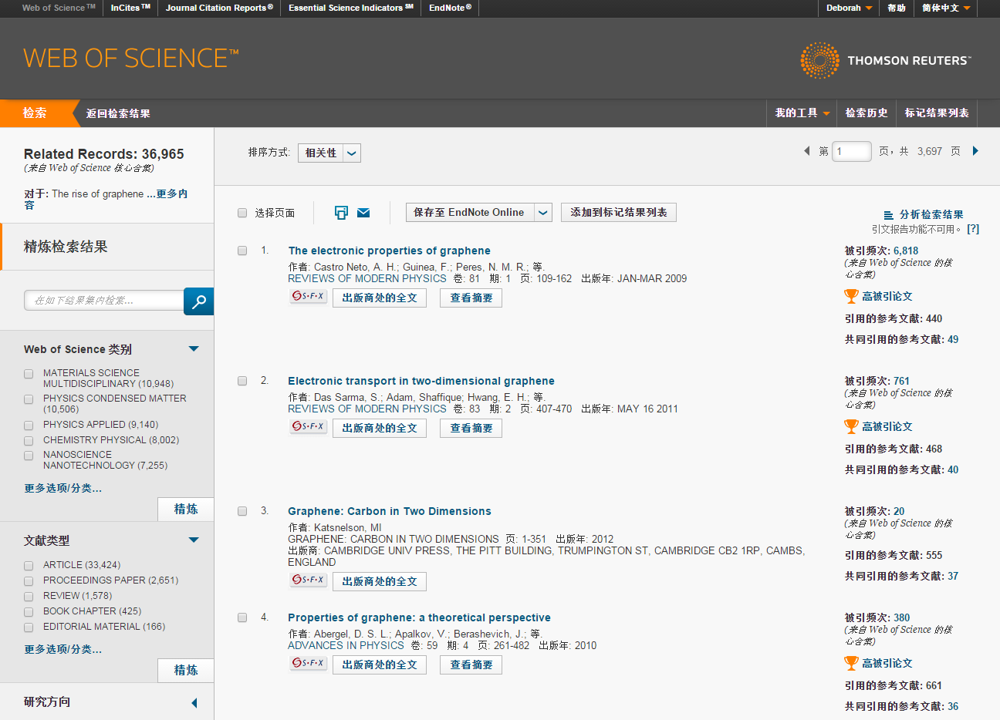 Web of Science™ InCites™ Journal Citation Reports® Essential Science Indicators℠ EndNote® Deborah 帮助 简体中文
WEB OF SCIENCE™
THOMSON REUTERS™
检索 返回检索结果 我的工具 检索历史 标记结果列表
Related Records: 36,965
(来自 Web of Science 核心合集)
对于: The rise of graphene ...更多内
容
精炼检索结果
在如下结果集内检索...
Web of Science 类别
MATERIALS SCIENCE
MULTIDISCIPLINARY (10,948)
PHYSICS CONDENSED MATTER
(10,506)
PHYSICS APPLIED (9,140)
CHEMISTRY PHYSICAL (8,002)
NANOSCIENCE
NANOTECHNOLOGY (7,255)
更多选项/分类...
精炼
文献类型
ARTICLE (33,424)
PROCEEDINGS PAPER (2,651)
REVIEW (1,578)
BOOK CHAPTER (425)
EDITORIAL MATERIAL (166)
更多选项/分类...
精炼
研究方向
排序方式: 相关性
第 1 页，共 3,697 页
选择页面 保存至 EndNote Online 添加到标记结果列表
分析检索结果
引文报告功能不可用。 [?]
1. The electronic properties of graphene
作者: Castro Neto, A. H.; Guinea, F.; Peres, N. M. R.; 等.
REVIEWS OF MODERN PHYSICS 卷: 81 期: 1 页: 109-162 出版年: JAN-MAR 2009
S·F·X 出版商处的全文 查看摘要
被引频次: 6,818
(来自 Web of Science 的核
心合集)
高被引论文
引用的参考文献: 440
共同引用的参考文献: 49
2. Electronic transport in two-dimensional graphene
作者: Das Sarma, S.; Adam, Shaffique; Hwang, E. H.; 等.
REVIEWS OF MODERN PHYSICS 卷: 83 期: 2 页: 407-470 出版年: MAY 16 2011
S·F·X 出版商处的全文 查看摘要
被引频次: 761
(来自 Web of Science 的核
心合集)
高被引论文
引用的参考文献: 468
共同引用的参考文献: 40
3. Graphene: Carbon in Two Dimensions
作者: Katsnelson, MI
GRAPHENE: CARBON IN TWO DIMENSIONS 页: 1-351 出版年: 2012
出版商: CAMBRIDGE UNIV PRESS, THE PITT BUILDING, TRUMPINGTON ST, CAMBRIDGE CB2 1RP, CAMBS,
ENGLAND
S·F·X 出版商处的全文
被引频次: 20
(来自 Web of Science 的核
心合集)
引用的参考文献: 555
共同引用的参考文献: 37
4. Properties of graphene: a theoretical perspective
作者: Abergel, D. S. L.; Apalkov, V.; Berashevich, J.; 等.
ADVANCES IN PHYSICS 卷: 59 期: 4 页: 261-482 出版年: 2010
S·F·X 出版商处的全文 查看摘要
被引频次: 380
(来自 Web of Science 的核
心合集)
高被引论文
引用的参考文献: 661
共同引用的参考文献: 36